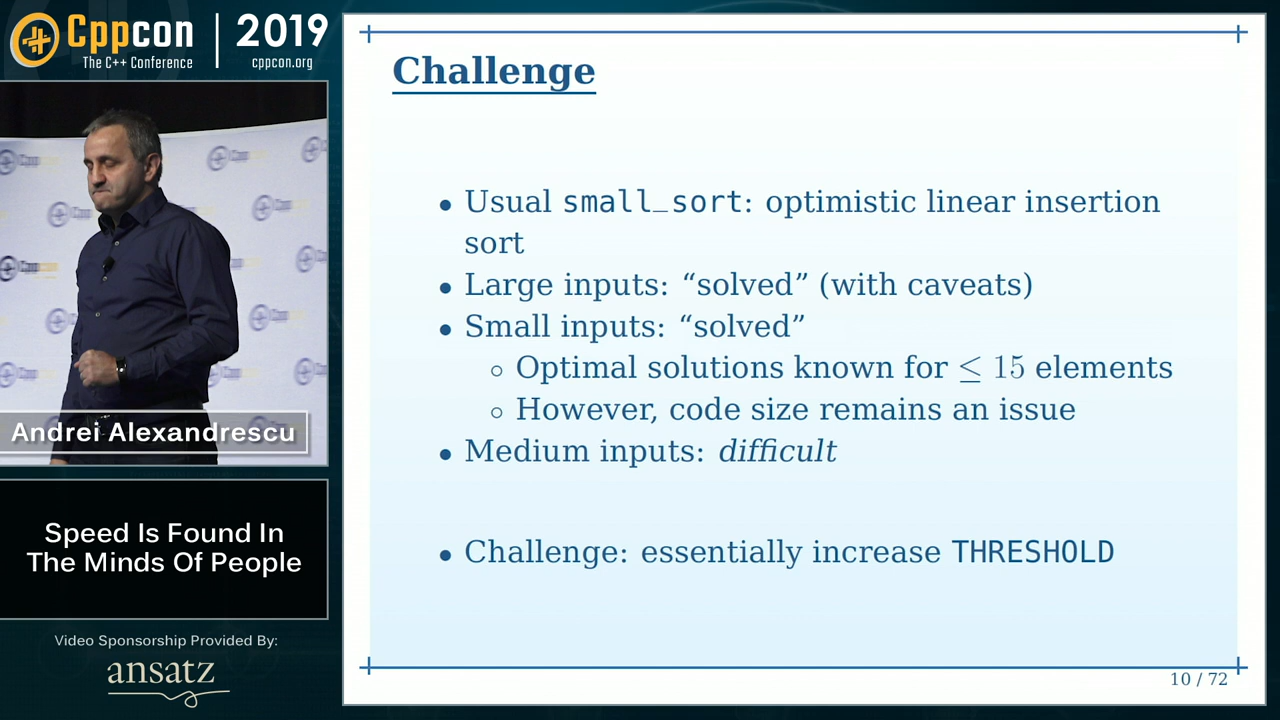 Cppcon | 2019
The C++ Conference cppcon.org
Andrei Alexandrescu
Speed Is Found In
The Minds Of People
Video Sponsorship Provided By:
ansatz
Challenge
• Usual small_sort: optimistic linear insertion
sort
• Large inputs: “solved” (with caveats)
• Small inputs: “solved”
◦ Optimal solutions known for ≤ 15 elements
◦ However, code size remains an issue
• Medium inputs: difficult
• Challenge: essentially increase THRESHOLD
10 / 72